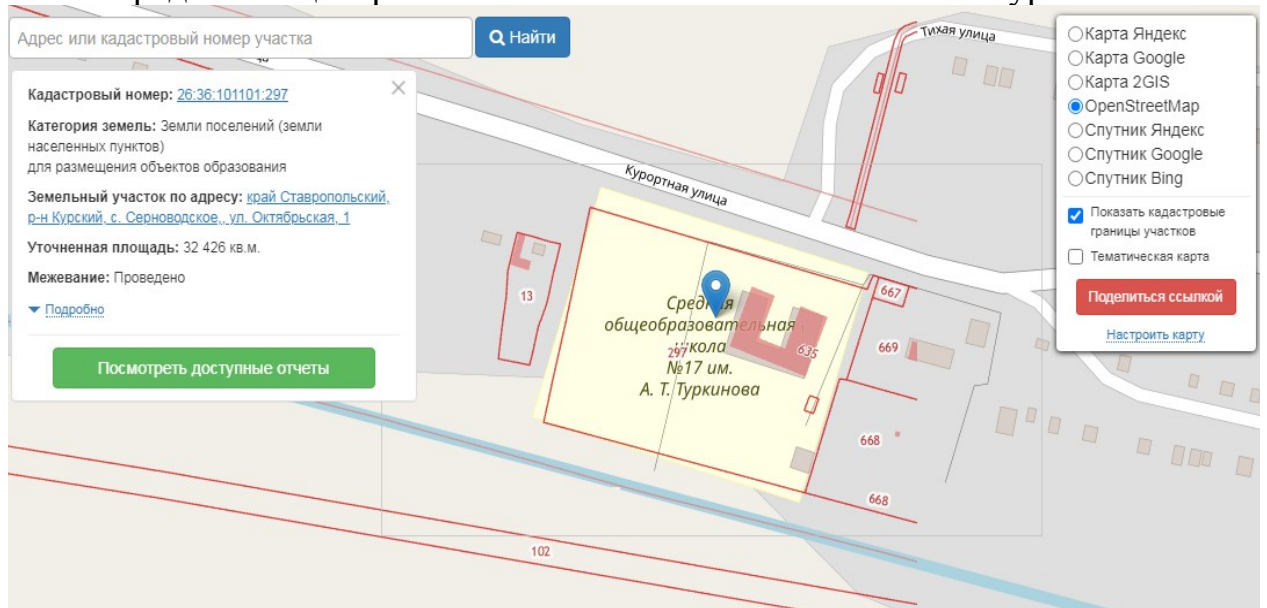 Адрес или кадастровый номер участка
Найти
Кадастровый номер: 26:36:101101:297
Категория земель: Земли поселений (земли
населенных пунктов)
для размещения объектов образования
Земельный участок по адресу: край Ставропольский,
р-н Курский, с. Серноводское,, ул. Октябрьская, 1
Уточненная площадь: 32 426 кв.м.
Межевание: Проведено
Подробно
Посмотреть доступные отчеты
Тихая улица
Курортная улица
13
Средняя
общеобразовательная
школа
297
№17 им.
А. Т. Туркинова
635
667
669
668
668
102
Карта Яндекс
Карта Google
Карта 2GIS
OpenStreetMap
Спутник Яндекс
Спутник Google
Спутник Bing
Показать кадастровые
границы участков
Тематическая карта
Поделиться ссылкой
Настроить карту